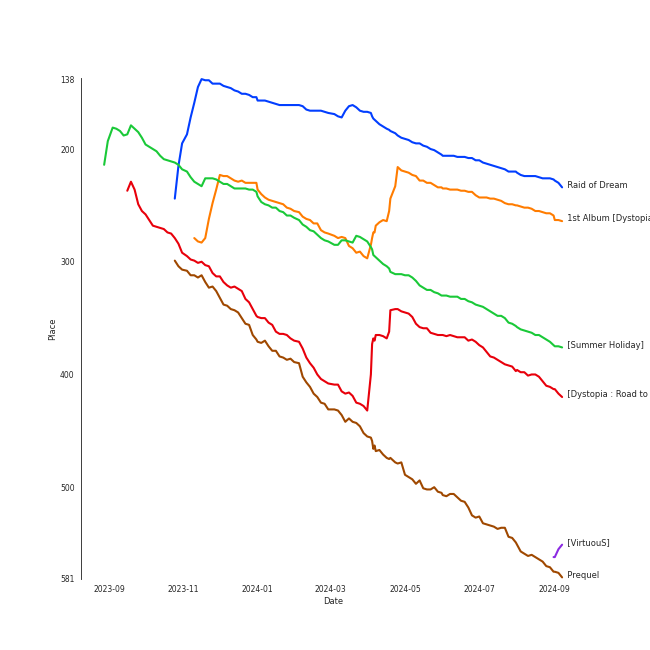 138
200
300
400
500
581
Place
2023-09
2023-11
2024-01
2024-03
2024-05
2024-07
2024-09
Date
Raid of Dream
1st Album [Dystopia
[Summer Holiday]
[Dystopia : Road to
[VirtuouS]
Prequel